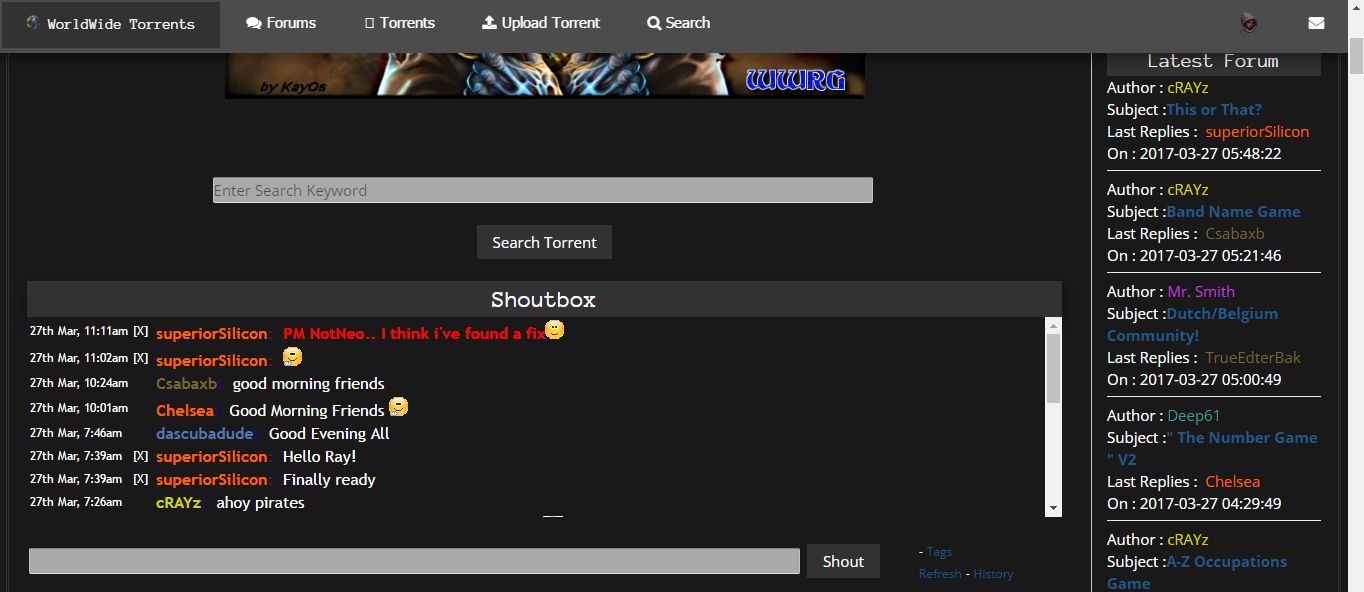 WorldWide Torrents
Forums
Torrents
Upload Torrent
Search
by KayOs
WWRG
Enter Search Keyword
Search Torrent
Shoutbox
27th Mar, 11:11am [X] superiorSilicon: PM NotNeo.. I think i've found a fix
27th Mar, 11:02am [X] superiorSilicon:
27th Mar, 10:24am Csabaxb: good morning friends
27th Mar, 10:01am Chelsea: Good Morning Friends
27th Mar, 7:46am dascubadude: Good Evening All
27th Mar, 7:39am [X] superiorSilicon: Hello Ray!
27th Mar, 7:39am [X] superiorSilicon: Finally ready
27th Mar, 7:26am cRAYz: ahoy pirates
Shout
- Tags
Refresh - History
Latest Forum
Author : cRAYz
Subject :This or That?
Last Replies : superiorSilicon
On : 2017-03-27 05:48:22
Author : cRAYz
Subject :Band Name Game
Last Replies : Csabaxb
On : 2017-03-27 05:21:46
Author : Mr. Smith
Subject :Dutch/Belgium
Community!
Last Replies : TrueEdterBak
On : 2017-03-27 05:00:49
Author : Deep61
Subject :" The Number Game
" V2
Last Replies : Chelsea
On : 2017-03-27 04:29:49
Author : cRAYz
Subject :A-Z Occupations
Game